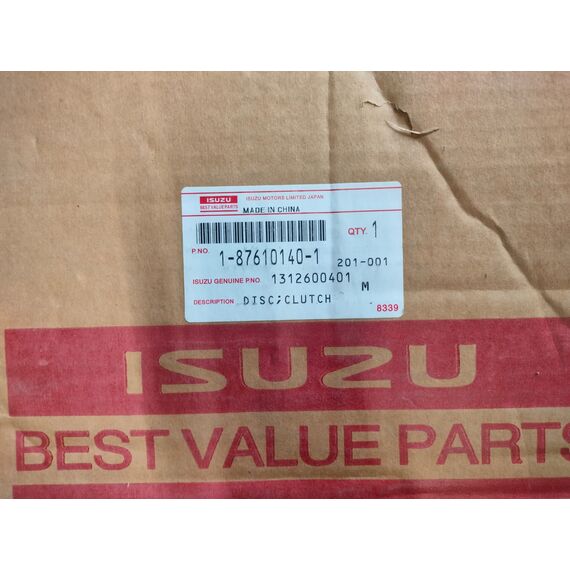 ISUZU
BEST VALUE PARTS
ISUZU MOTORS LIMITED JAPAN
MADE IN CHINA
QTY. 1
P.NO. 1-87610140-1 201-001
ISUZU GENUINE P.NO. 1312600401
M
DESCRIPTION DISC;CLUTCH
8339
ISUZU
BEST VALUE PARTS